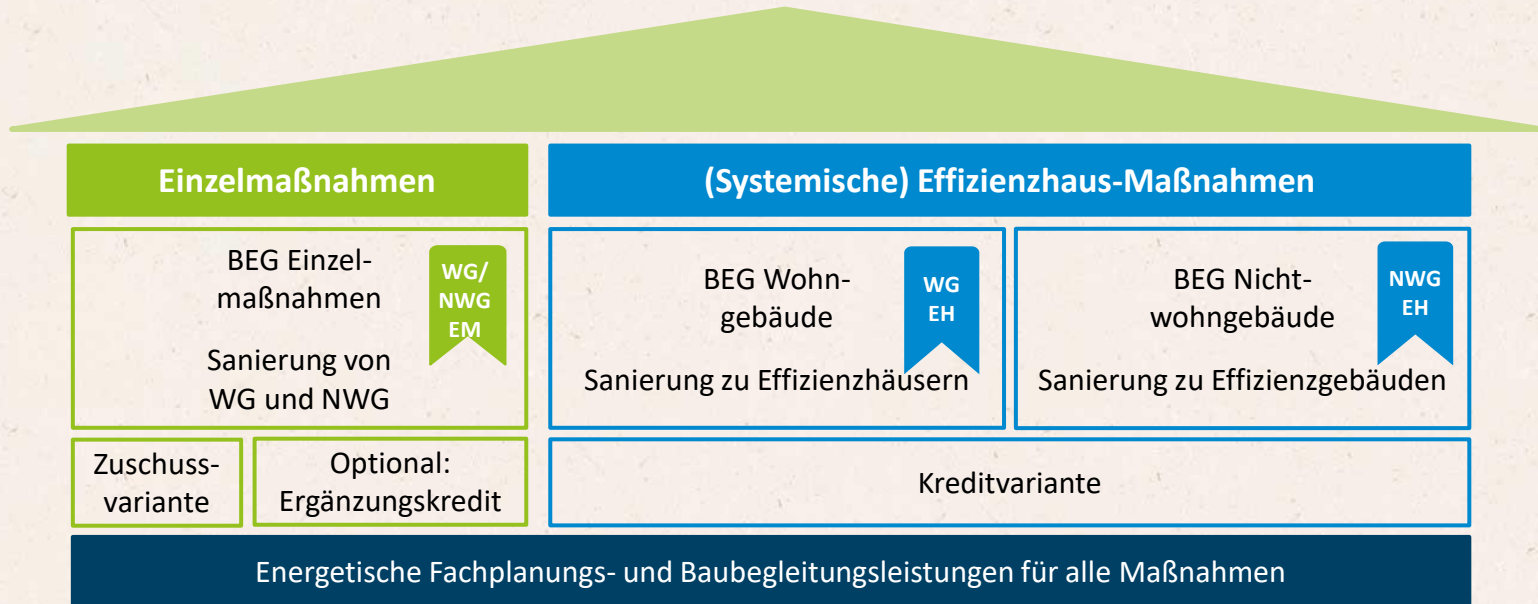 Einzelmaßnahmen
(Systemische) Effizienzhaus-Maßnahmen
BEG Einzel-
maßnahmen
WG/
NWG
EM
Sanierung von
WG und NWG
BEG Wohn-
gebäude
WG
EH
Sanierung zu Effizienzhäusern
BEG Nicht-
wohngebäude
NWG
EH
Sanierung zu Effizienzgebäuden
Zuschuss-
variante
Optional:
Ergänzungskredit
Kreditvariante
Energetische Fachplanungs- und Baubegleitungsleistungen für alle Maßnahmen